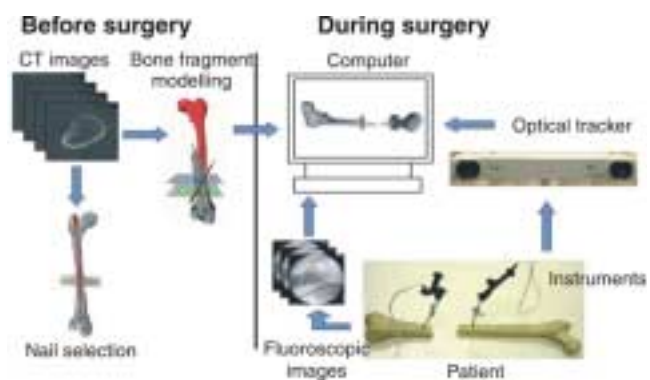 Before surgery
During surgery
CT images
Bone fragment
modelling
Computer
Optical tracker
Instruments
Nail selection
Fluoroscopic
images
Patient